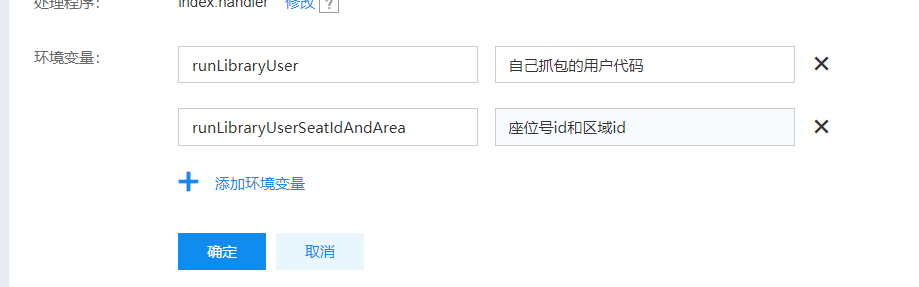 处理程序： index.handler 修改 ?
环境变量： runLibraryUser 自己抓包的用户代码 ✕
runLibraryUserSeatIdAndArea 座位号id和区域id ✕
+ 添加环境变量
确定 取消